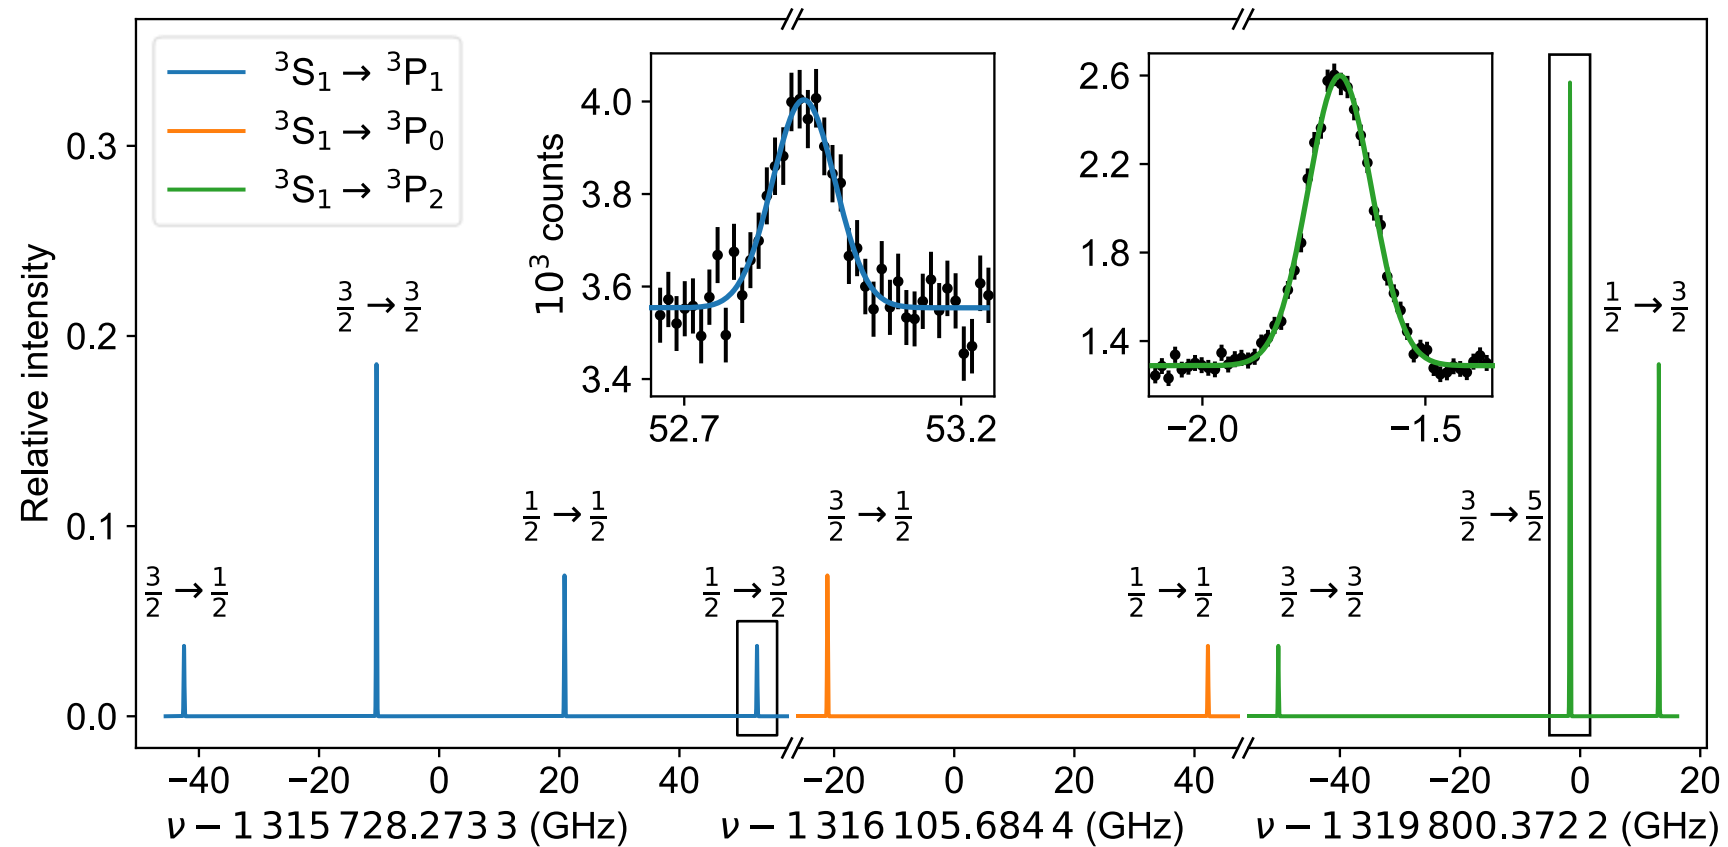 ³S₁ → ³P₁
³S₁ → ³P₀
³S₁ → ³P₂
Relative intensity
0.3
0.2
0.1
0.0
10³ counts
4.0
3.8
3.6
3.4
52.7 53.2
2.6
2.2
1.8
1.4
−2.0 −1.5
3/2 → 3/2
1/2 → 3/2
1/2 → 1/2
3/2 → 1/2
3/2 → 5/2
3/2 → 1/2
1/2 → 3/2
1/2 → 1/2
3/2 → 3/2
−40 −20 0 20 40 −20 0 20 40 −40 −20 0 20
ν − 1 315 728.273 3 (GHz) ν − 1 316 105.684 4 (GHz) ν − 1 319 800.372 2 (GHz)